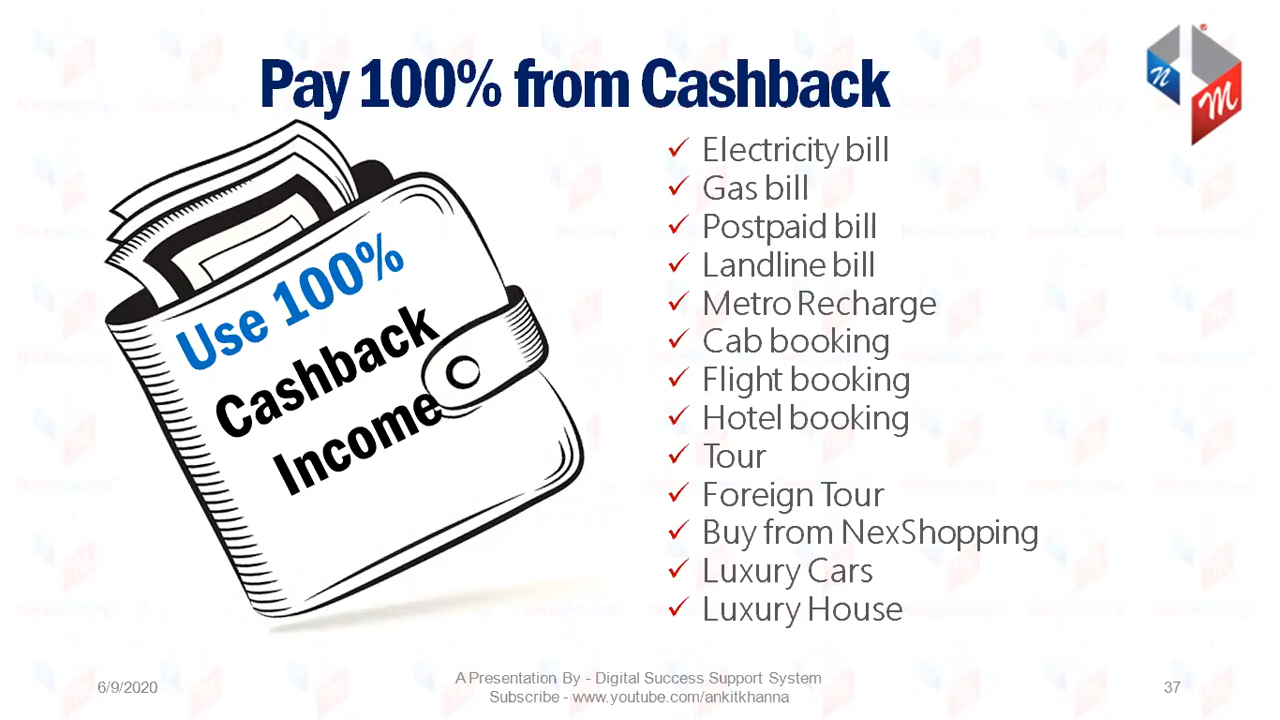 Pay 100% from Cashback
n
M
®
Use 100%
Cashback
Income
Electricity bill
Gas bill
Postpaid bill
Landline bill
Metro Recharge
Cab booking
Flight booking
Hotel booking
Tour
Foreign Tour
Buy from NexShopping
Luxury Cars
Luxury House
6/9/2020
A Presentation By - Digital Success Support System
Subscribe - www.youtube.com/ankitkhanna
37